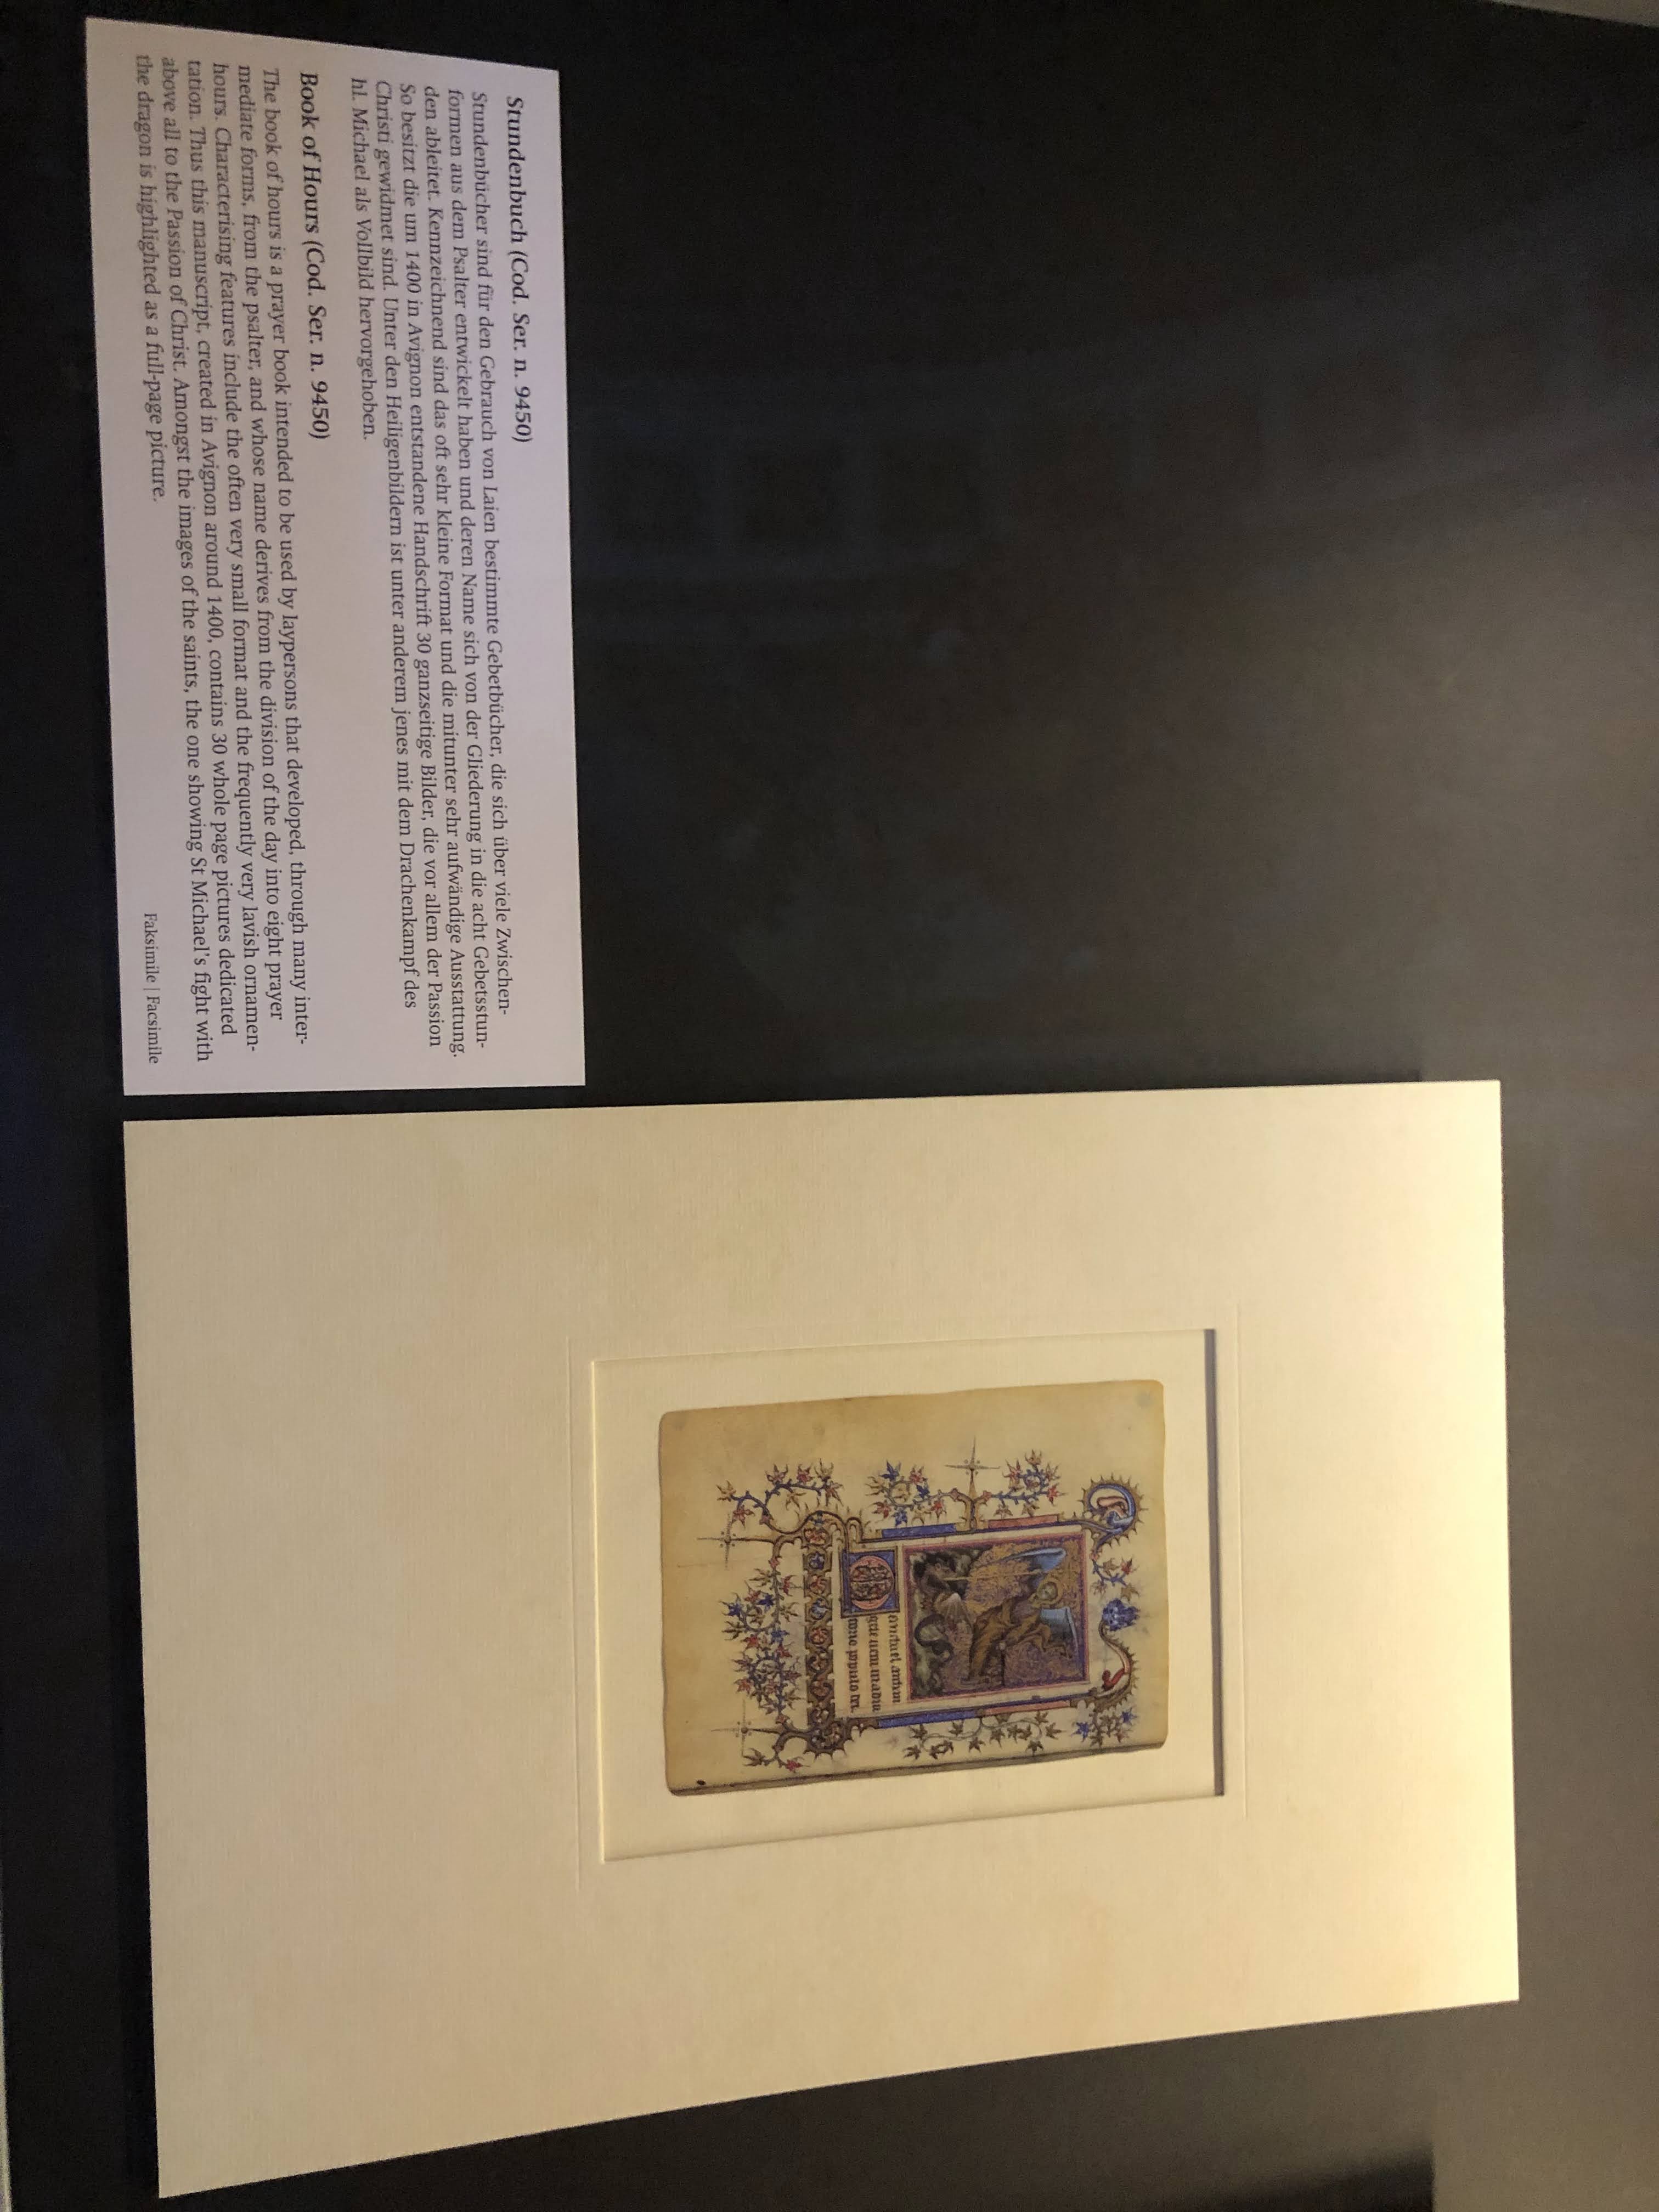 Stundenbuch (Cod. Ser. n. 9450)
Stundenbücher sind für den Gebrauch von Laien bestimmte Gebetbücher, die sich über viele Zwischen-
formen aus dem Psalter entwickelt haben und deren Name sich von der Gliederung in die acht Gebetsstun-
den ableitet. Kennzeichnend sind das oft sehr kleine Format und die mitunter sehr aufwändige Ausstattung.
So besitzt die um 1400 in Avignon entstandene Handschrift 30 ganzseitige Bilder, die vor allem der Passion
Christi gewidmet sind. Unter den Heiligenbildern ist unter anderem jenes mit dem Drachenkampf des
hl. Michael als Vollbild hervorgehoben.
Book of Hours (Cod. Ser. n. 9450)
The book of hours is a prayer book intended to be used by laypersons that developed, through many inter-
mediate forms, from the psalter, and whose name derives from the division of the day into eight prayer
hours. Characterising features include the often very small format and the frequently very lavish ornamen-
tation. Thus this manuscript, created in Avignon around 1400, contains 30 whole page pictures dedicated
above all to the Passion of Christ. Amongst the images of the saints, the one showing St Michael's fight with
the dragon is highlighted as a full-page picture.
Faksimile | Facsimile
populo dei